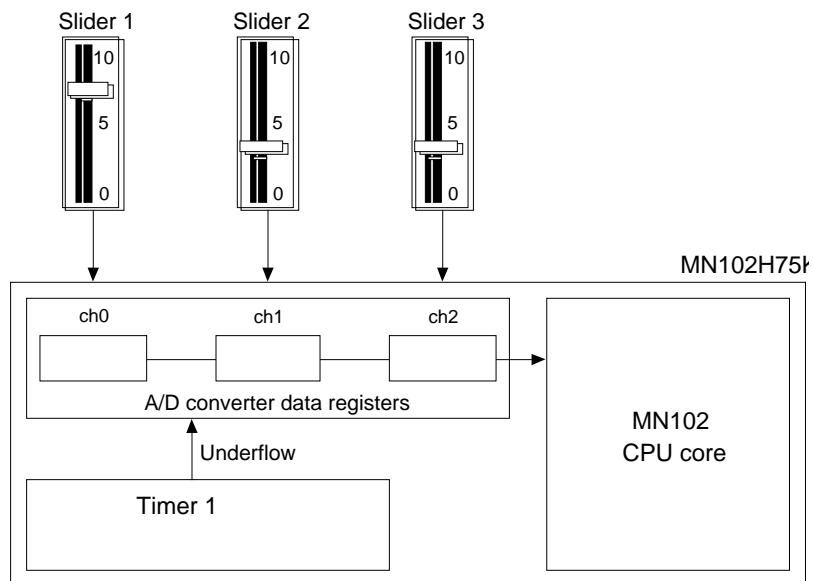 Slider 1
Slider 2
Slider 3
10
5
0
10
5
0
10
5
0
MN102H75K
ch0
ch1
ch2
A/D converter data registers
Underflow
Timer 1
MN102
CPU core